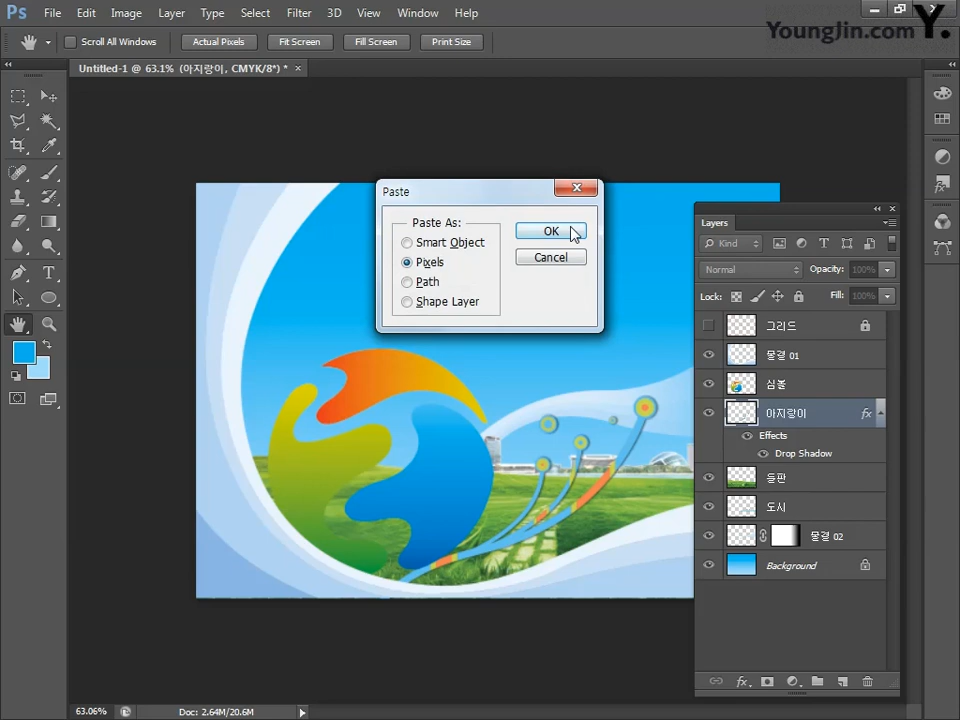 Ps File Edit Image Layer Type Select Filter 3D View Window Help
YoungJin.com Y.
Scroll All Windows Actual Pixels Fit Screen Fill Screen Print Size
Untitled-1 @ 63.1% (아지랑이, CMYK/8*) * ×
Paste
Paste As:
Smart Object
Pixels
Path
Shape Layer
OK
Cancel
Layers
Kind
Normal Opacity: 100%
Lock: Fill: 100%
그리드
물결 01
심볼
아지랑이 fx
Effects
Drop Shadow
들판
도시
물결 02
Background
fx
63.06% Doc: 2.64M/20.6M